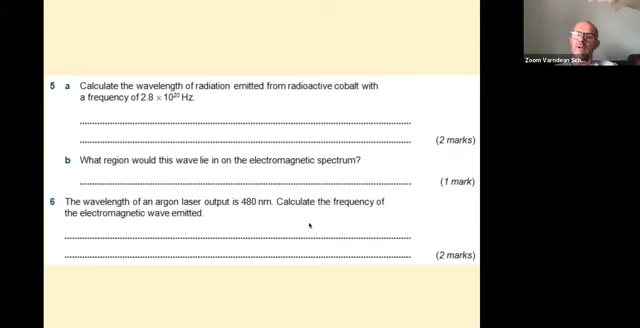 Zoom Varndean Sch...
5 a Calculate the wavelength of radiation emitted from radioactive cobalt with
a frequency of 2.8 × 10²⁰ Hz.
(2 marks)
b What region would this wave lie in on the electromagnetic spectrum?
(1 mark)
6 The wavelength of an argon laser output is 480 nm. Calculate the frequency of
the electromagnetic wave emitted.
(2 marks)